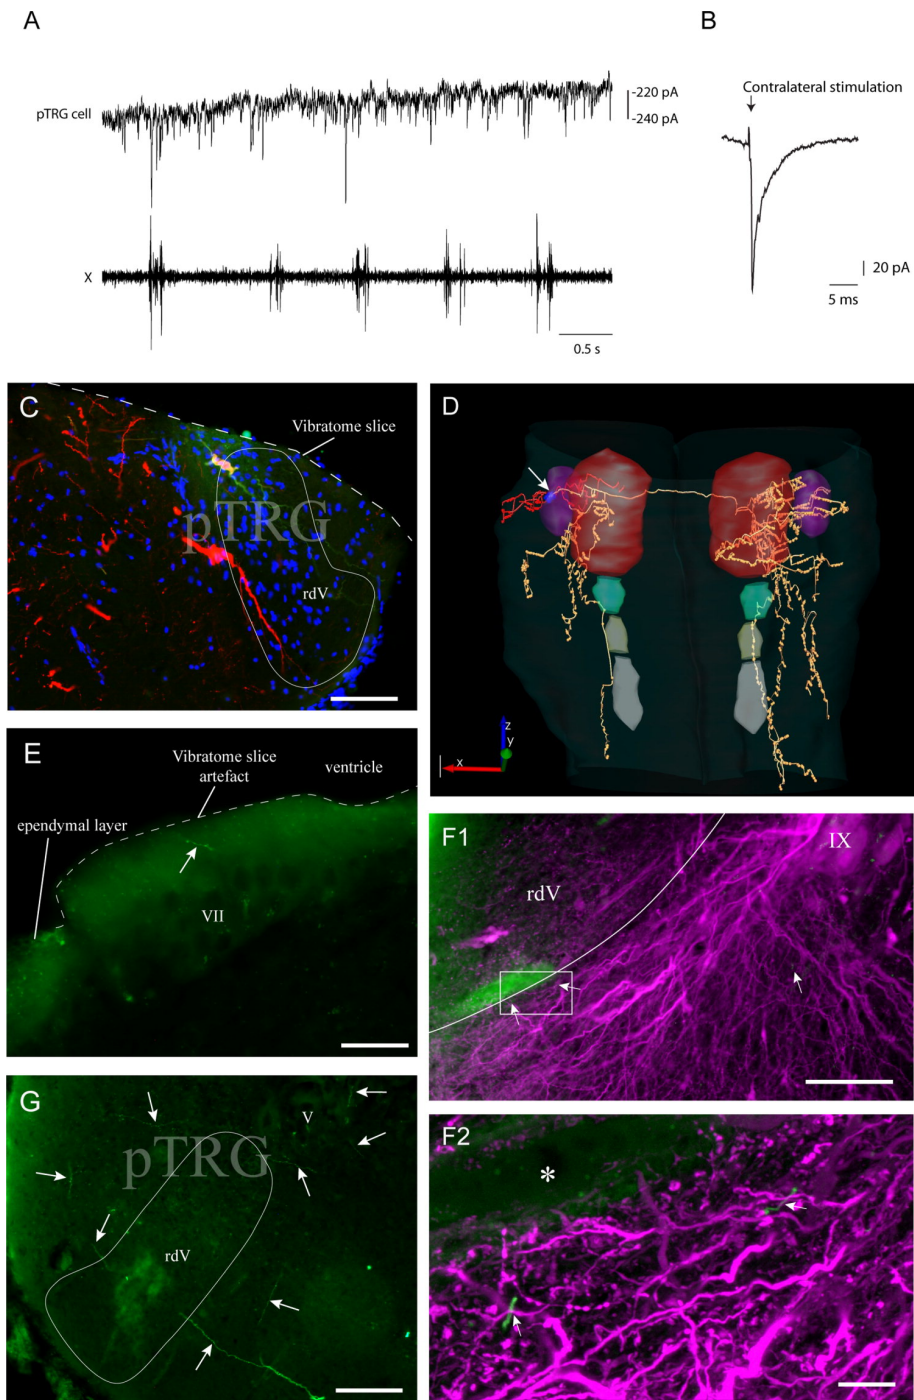 A
pTRG cell
-220 pA
-240 pA
X
0.5 s
B
Contralateral stimulation
20 pA
5 ms
C
Vibratome slice
pTRG
rdV
D
z
y
x
E
Vibratome slice
artefact
ventricle
ependymal layer
VII
F1
IX
rdV
G
V
pTRG
rdV
F2
*